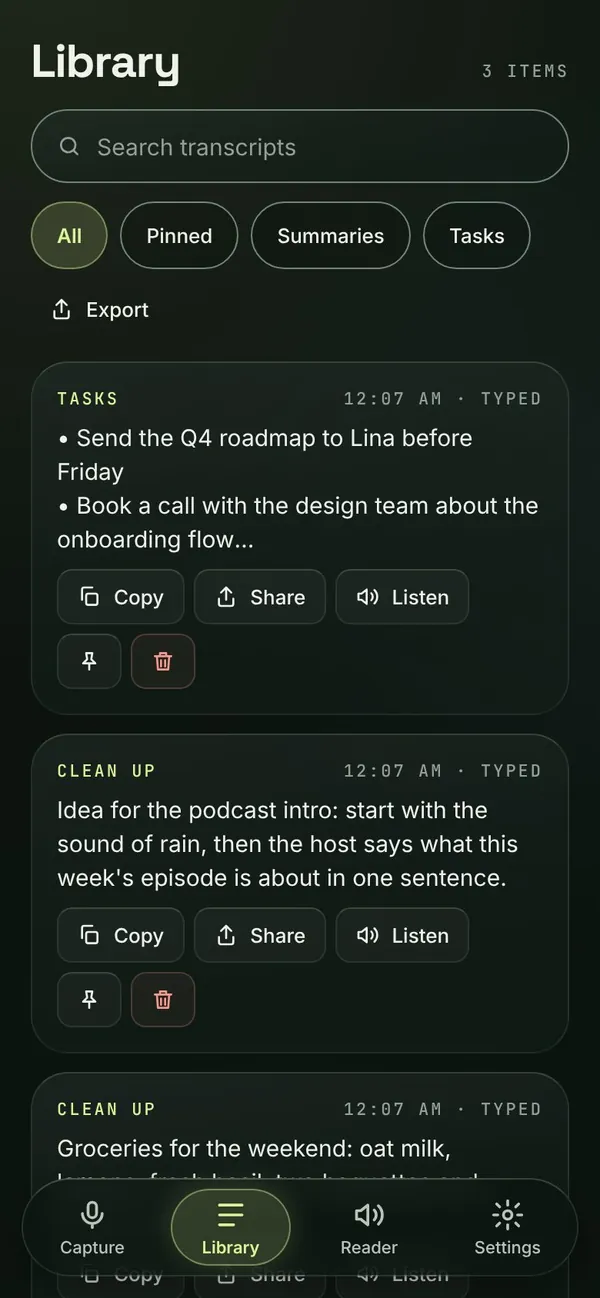 Library
3 ITEMS
Search transcripts
All
Pinned
Summaries
Tasks
Export
TASKS
12:07 AM · TYPED
• Send the Q4 roadmap to Lina before
Friday
• Book a call with the design team about the
onboarding flow...
Copy
Share
Listen
CLEAN UP
12:07 AM · TYPED
Idea for the podcast intro: start with the
sound of rain, then the host says what this
week's episode is about in one sentence.
Copy
Share
Listen
CLEAN UP
12:07 AM · TYPED
Groceries for the weekend: oat milk,
Capture
Library
Reader
Settings
Copy
Share
Listen